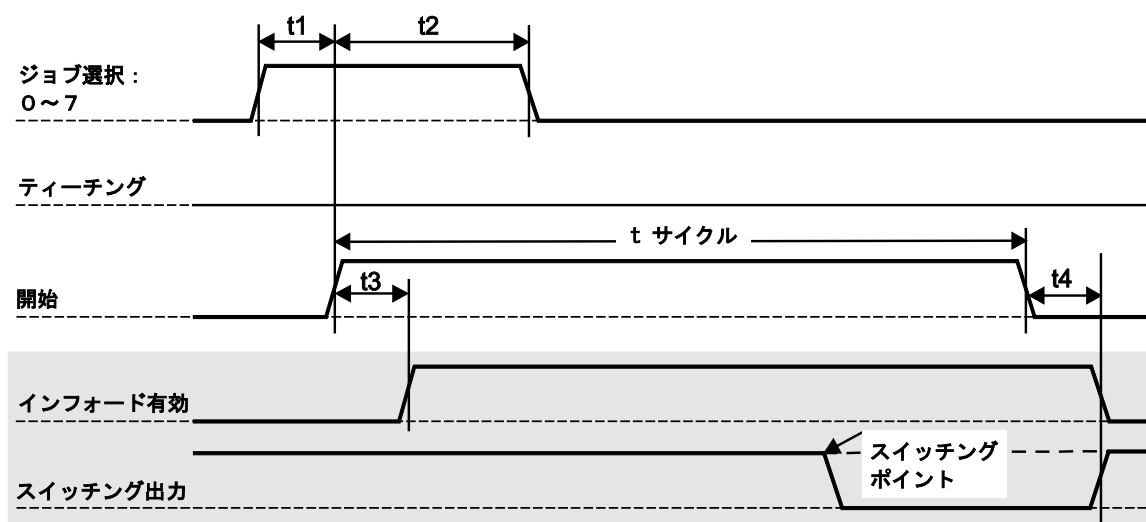 t1
t2
ジョブ選択：
０～７
ティーチング
t サイクル
t3
t4
開始
インフォード有効
スイッチング
ポイント
スイッチング出力